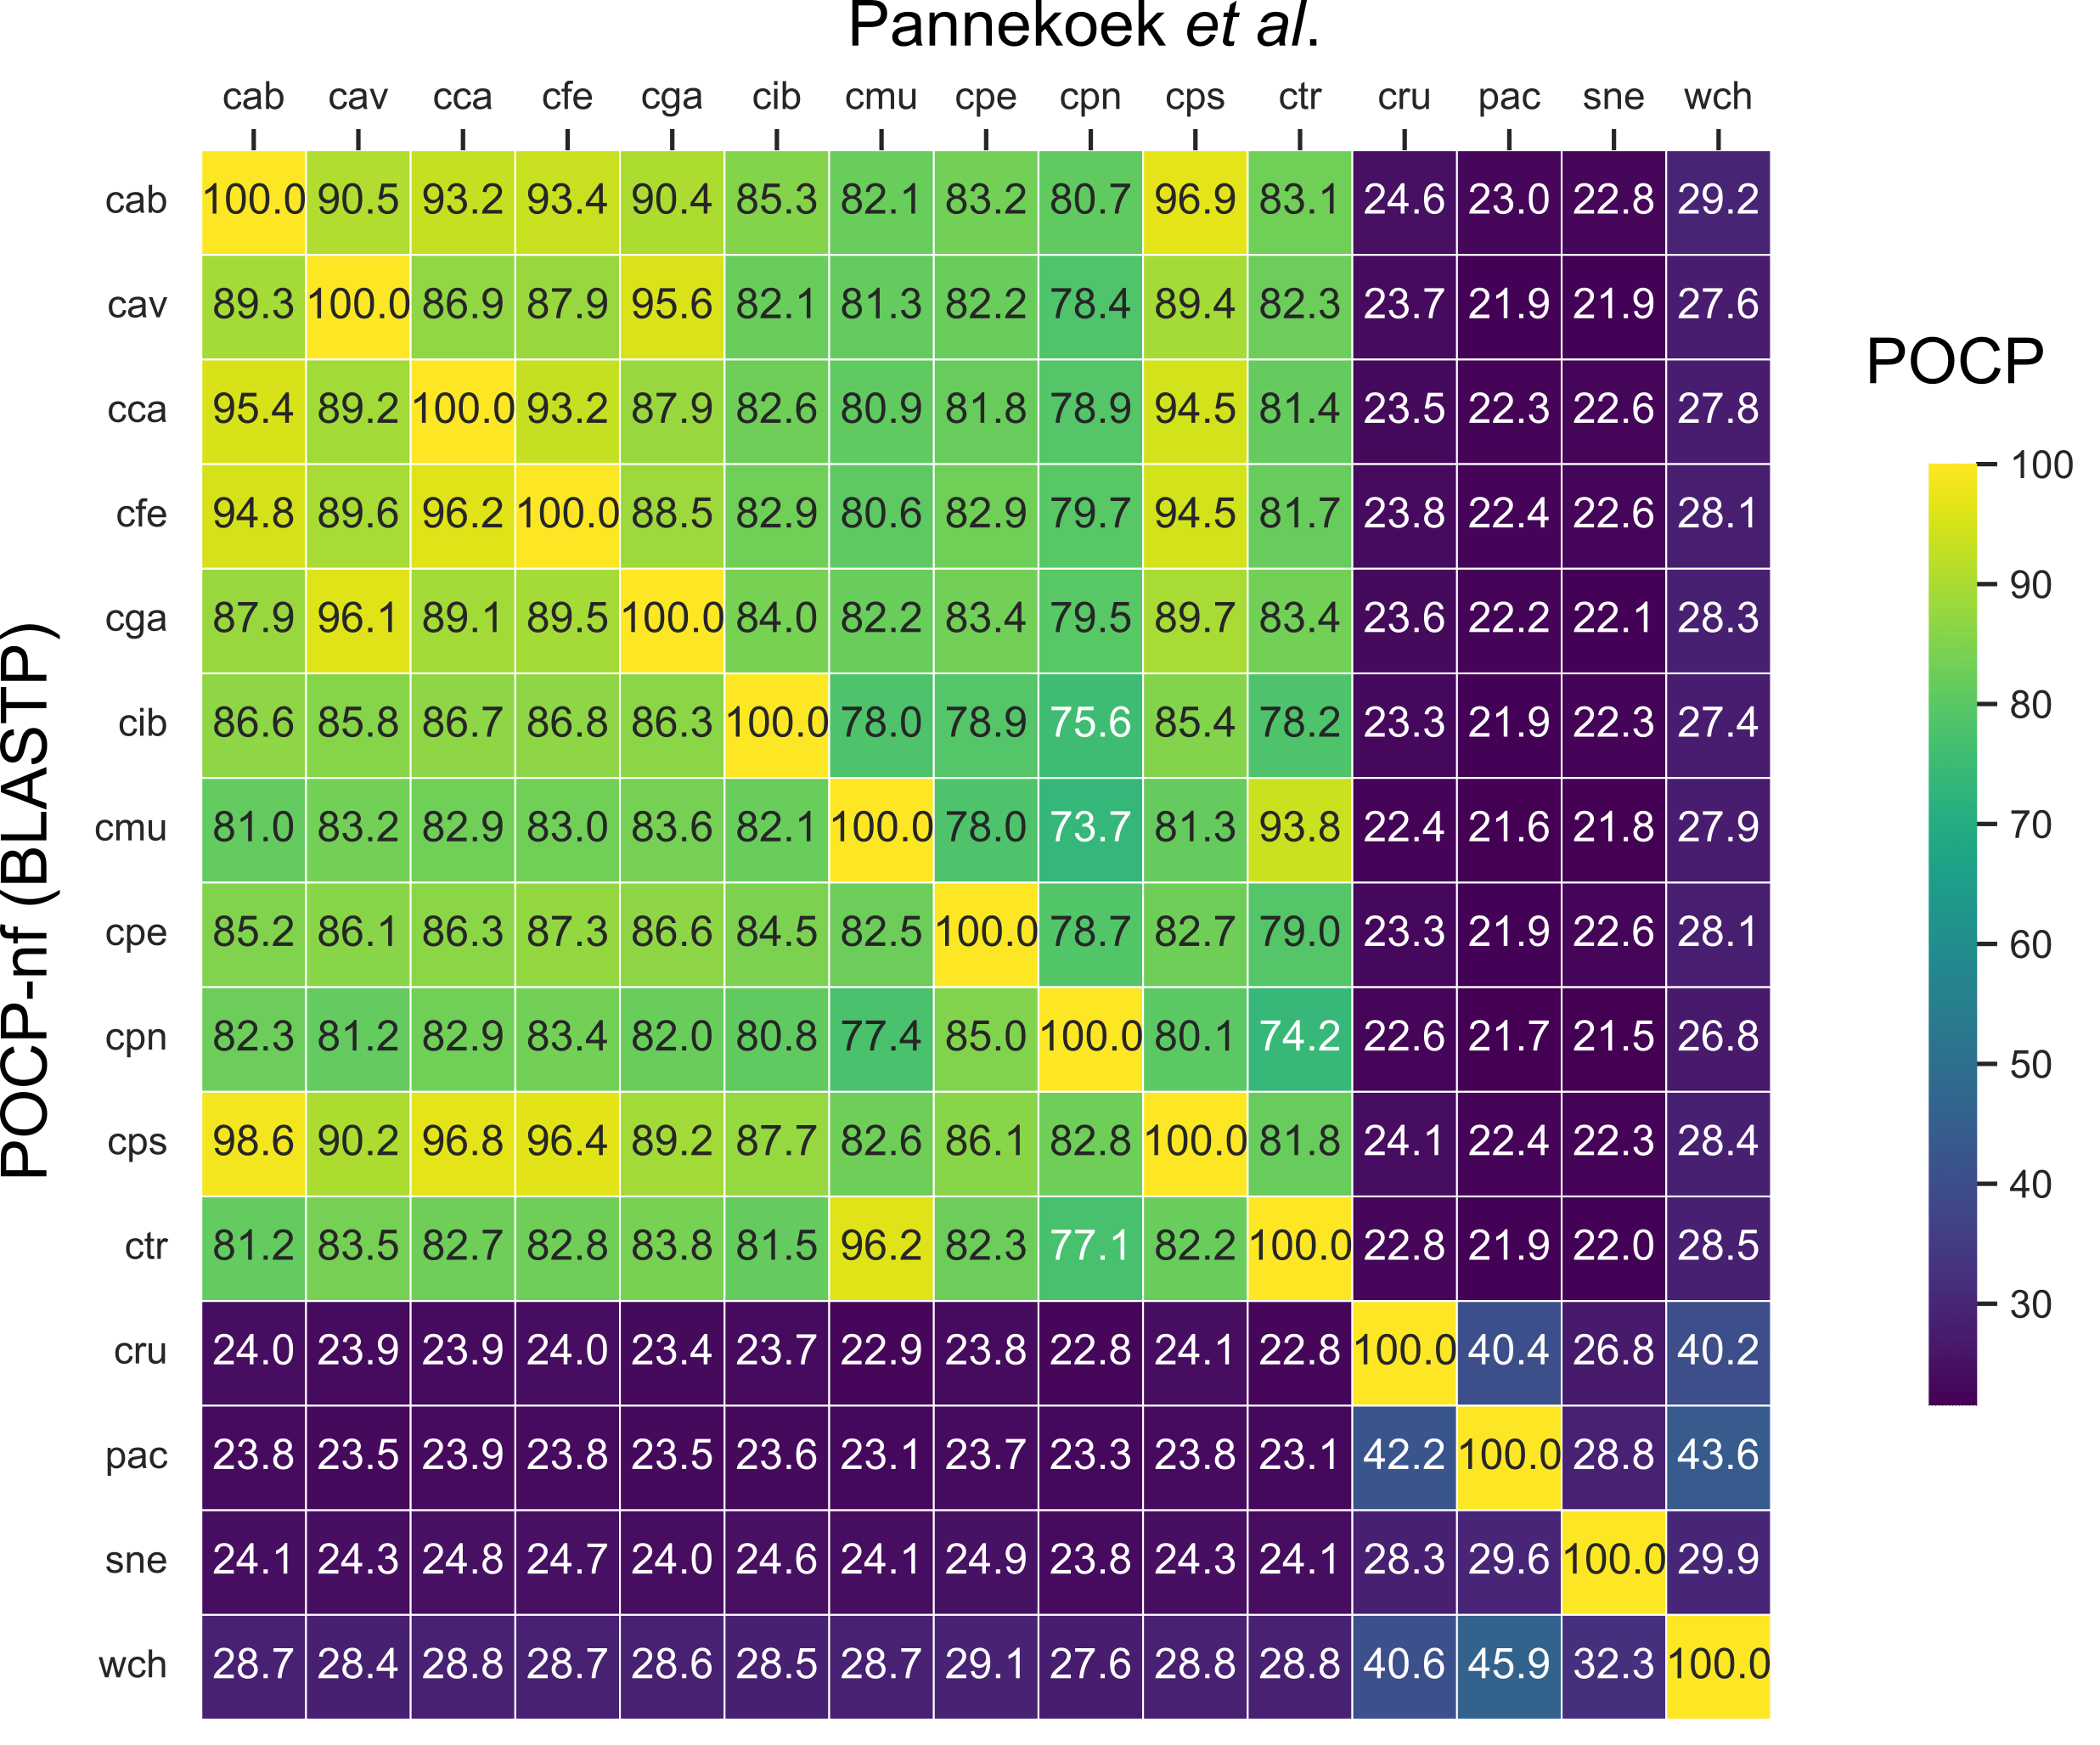 Pannekoek et al.
cab cav cca cfe cga cib cmu cpe cpn cps ctr cru pac sne wch
cab 100.0 90.5 93.2 93.4 90.4 85.3 82.1 83.2 80.7 96.9 83.1 24.6 23.0 22.8 29.2
cav 89.3 100.0 86.9 87.9 95.6 82.1 81.3 82.2 78.4 89.4 82.3 23.7 21.9 21.9 27.6
cca 95.4 89.2 100.0 93.2 87.9 82.6 80.9 81.8 78.9 94.5 81.4 23.5 22.3 22.6 27.8
cfe 94.8 89.6 96.2 100.0 88.5 82.9 80.6 82.9 79.7 94.5 81.7 23.8 22.4 22.6 28.1
cga 87.9 96.1 89.1 89.5 100.0 84.0 82.2 83.4 79.5 89.7 83.4 23.6 22.2 22.1 28.3
cib 86.6 85.8 86.7 86.8 86.3 100.0 78.0 78.9 75.6 85.4 78.2 23.3 21.9 22.3 27.4
cmu 81.0 83.2 82.9 83.0 83.6 82.1 100.0 78.0 73.7 81.3 93.8 22.4 21.6 21.8 27.9
cpe 85.2 86.1 86.3 87.3 86.6 84.5 82.5 100.0 78.7 82.7 79.0 23.3 21.9 22.6 28.1
cpn 82.3 81.2 82.9 83.4 82.0 80.8 77.4 85.0 100.0 80.1 74.2 22.6 21.7 21.5 26.8
cps 98.6 90.2 96.8 96.4 89.2 87.7 82.6 86.1 82.8 100.0 81.8 24.1 22.4 22.3 28.4
ctr 81.2 83.5 82.7 82.8 83.8 81.5 96.2 82.3 77.1 82.2 100.0 22.8 21.9 22.0 28.5
cru 24.0 23.9 23.9 24.0 23.4 23.7 22.9 23.8 22.8 24.1 22.8 100.0 40.4 26.8 40.2
pac 23.8 23.5 23.9 23.8 23.5 23.6 23.1 23.7 23.3 23.8 23.1 42.2 100.0 28.8 43.6
sne 24.1 24.3 24.8 24.7 24.0 24.6 24.1 24.9 23.8 24.3 24.1 28.3 29.6 100.0 29.9
wch 28.7 28.4 28.8 28.7 28.6 28.5 28.7 29.1 27.6 28.8 28.8 40.6 45.9 32.3 100.0
POCP-nf (BLASTP)
POCP
100
90
80
70
60
50
40
30